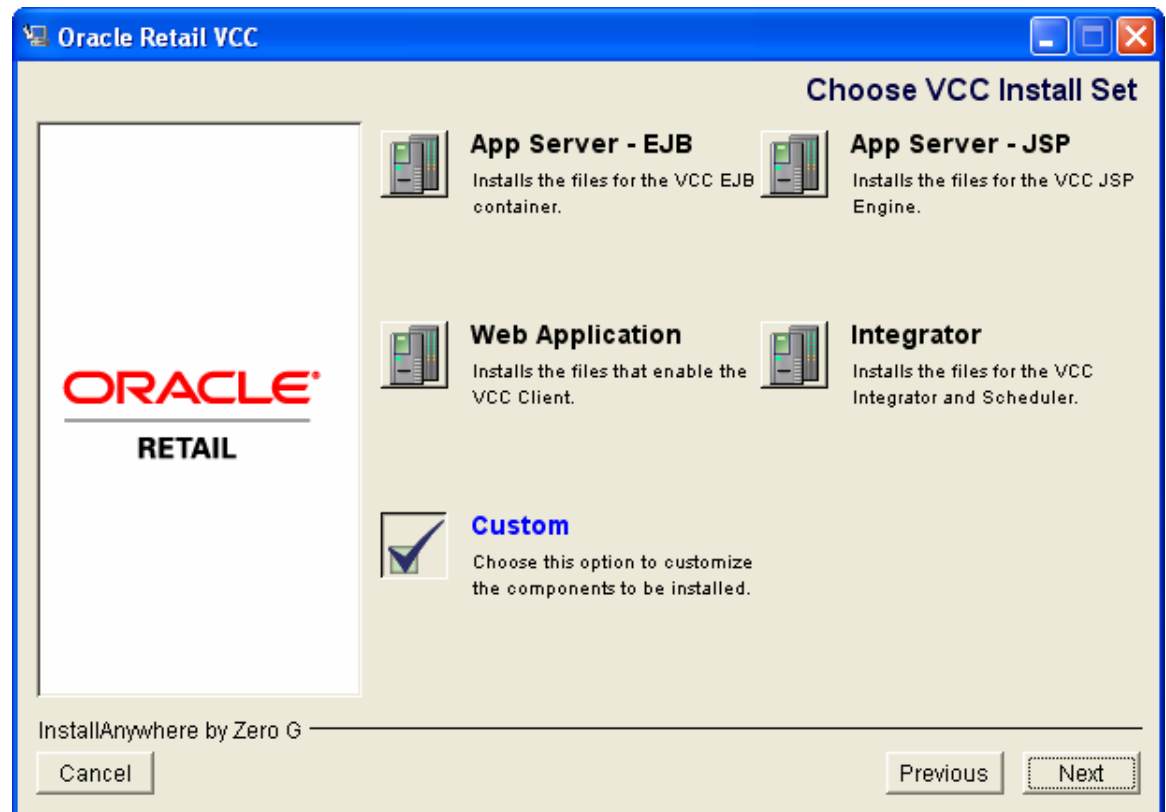 Oracle Retail VCC
Choose VCC Install Set
App Server - EJB
Installs the files for the VCC EJB
container.
App Server - JSP
Installs the files for the VCC JSP
Engine.
Web Application
Installs the files that enable the
VCC Client.
Integrator
Installs the files for the VCC
Integrator and Scheduler.
ORACLE®
RETAIL
Custom
Choose this option to customize
the components to be installed.
InstallAnywhere by Zero G
Cancel
Previous
Next